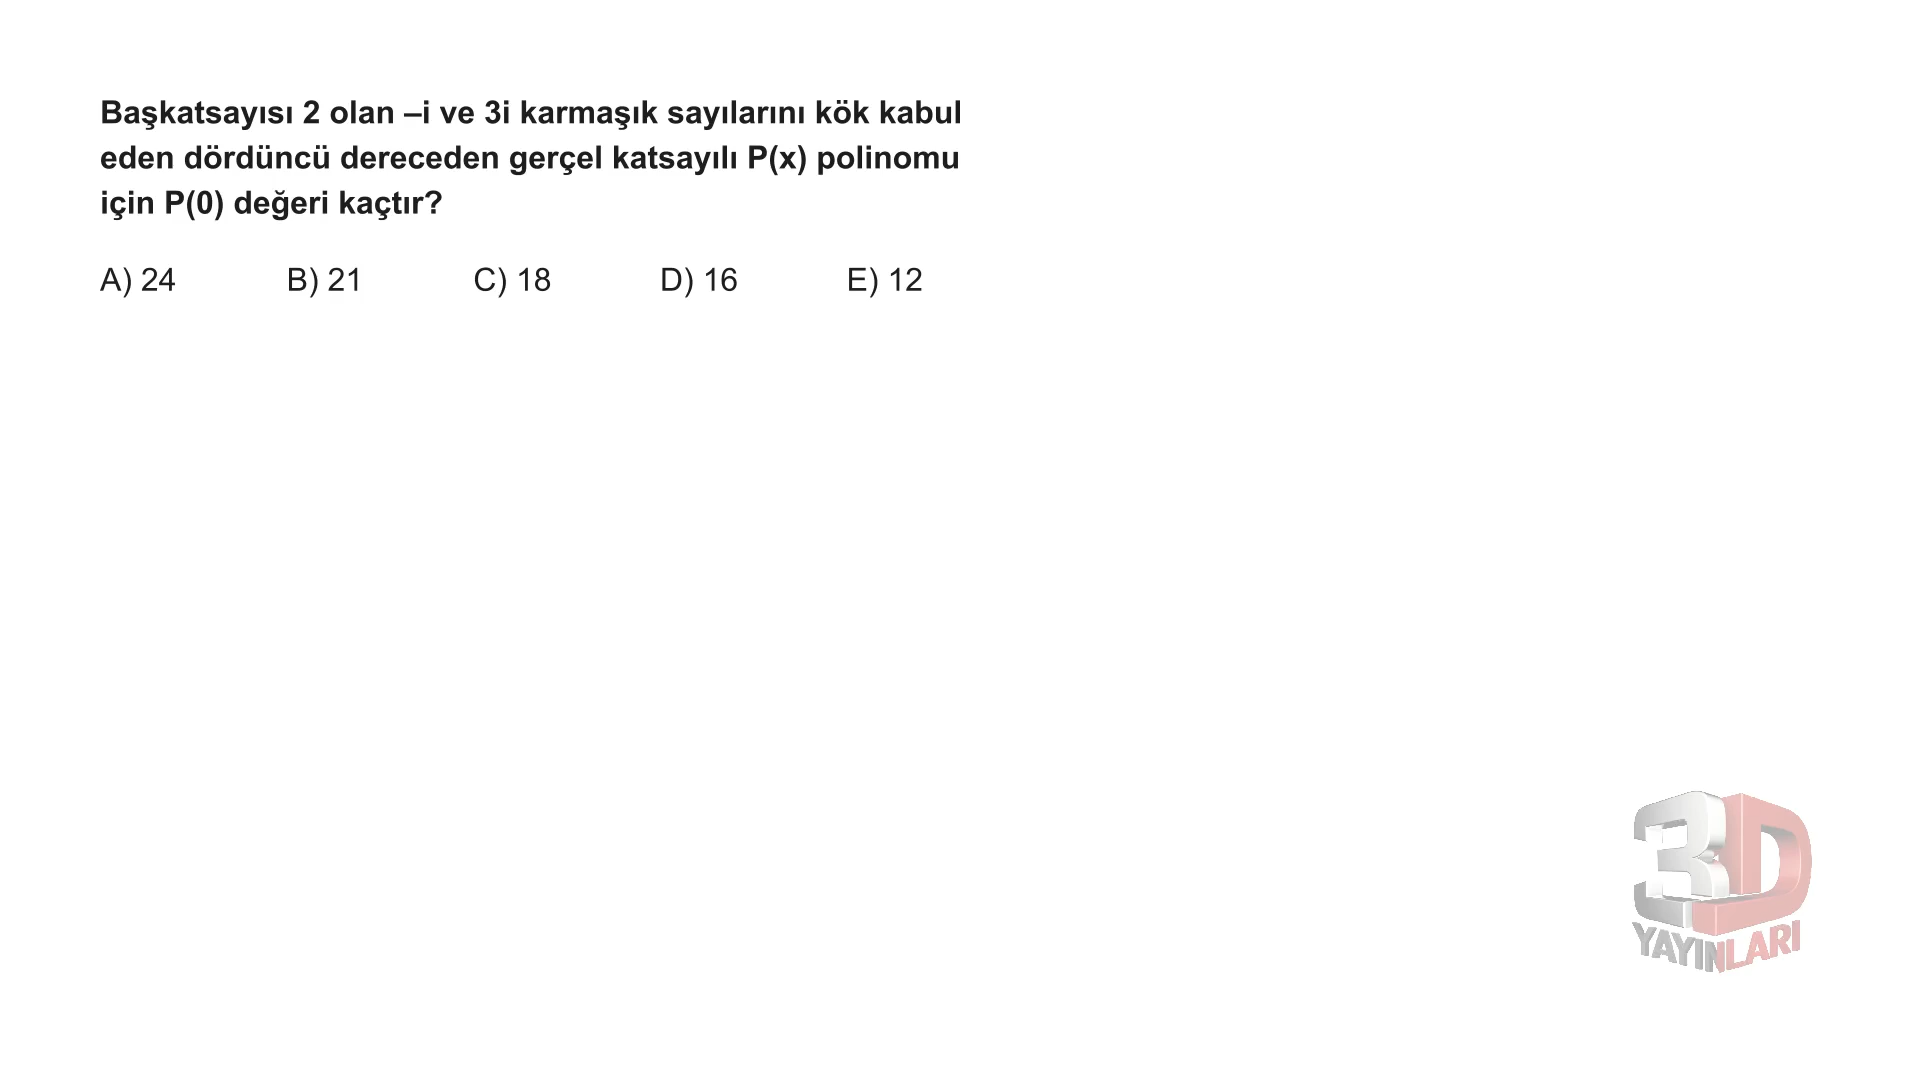 Başkatsayısı 2 olan –i ve 3i karmaşık sayılarını kök kabul
eden dördüncü dereceden gerçel katsayılı P(x) polinomu
için P(0) değeri kaçtır?
A) 24 B) 21 C) 18 D) 16 E) 12
3D
YAYINLARI